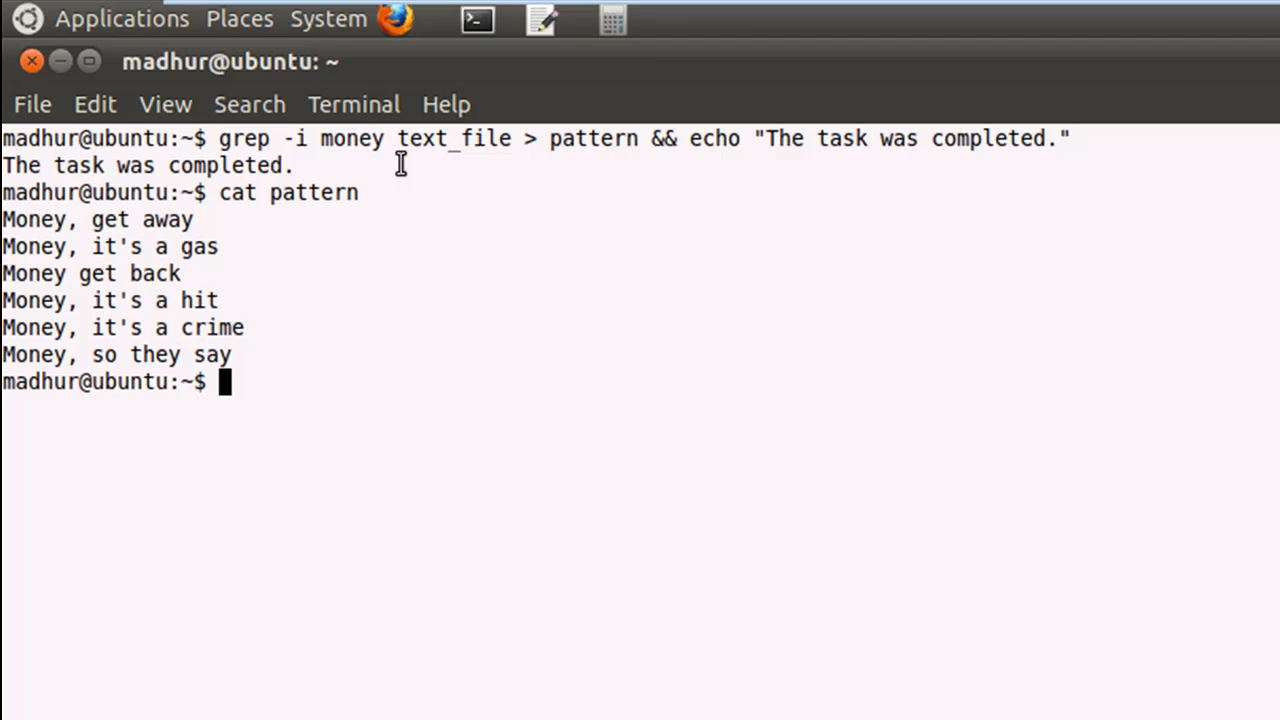 Applications Places System
madhur@ubuntu: ~
File Edit View Search Terminal Help
madhur@ubuntu:~$ grep -i money text_file > pattern && echo "The task was completed."
The task was completed.
madhur@ubuntu:~$ cat pattern
Money, get away
Money, it's a gas
Money get back
Money, it's a hit
Money, it's a crime
Money, so they say
madhur@ubuntu:~$